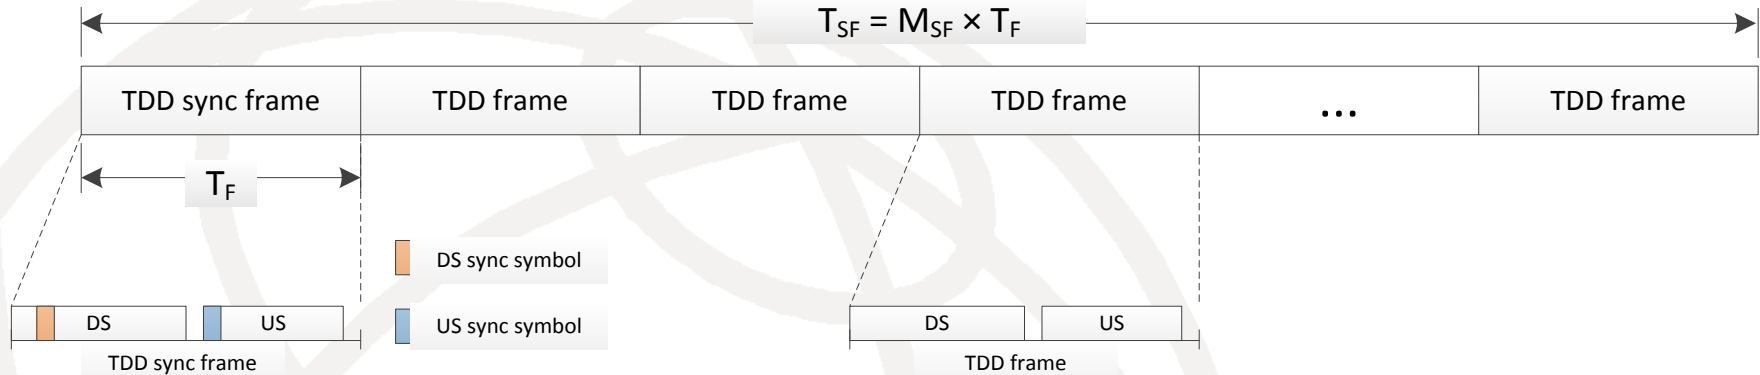 T_SF = M_SF × T_F
TDD sync frame TDD frame TDD frame TDD frame ... TDD frame
T_F
DS sync symbol
US sync symbol
DS US DS US
TDD sync frame TDD frame